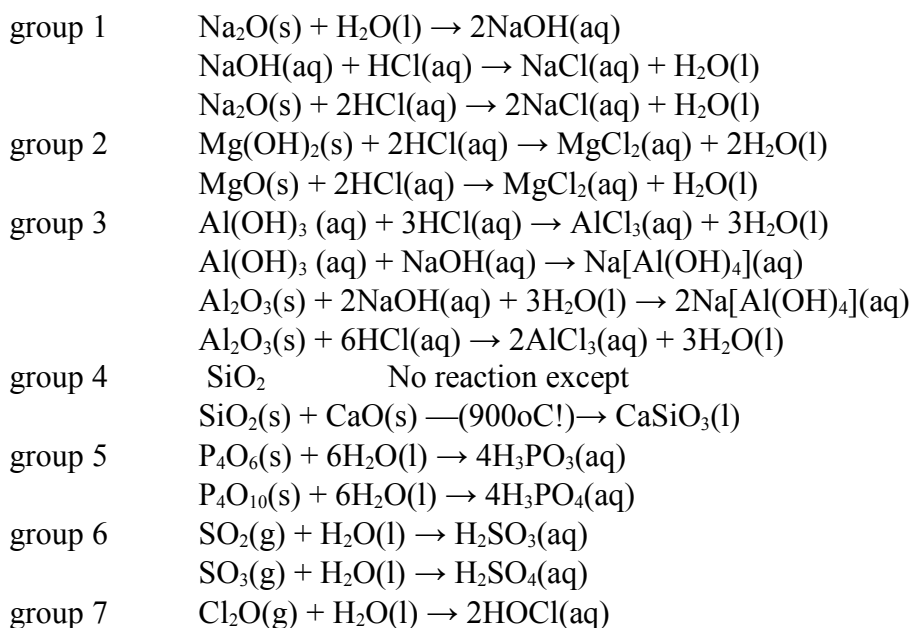 group 1 Na₂O(s) + H₂O(l) → 2NaOH(aq)
NaOH(aq) + HCl(aq) → NaCl(aq) + H₂O(l)
Na₂O(s) + 2HCl(aq) → 2NaCl(aq) + H₂O(l)
group 2 Mg(OH)₂(s) + 2HCl(aq) → MgCl₂(aq) + 2H₂O(l)
MgO(s) + 2HCl(aq) → MgCl₂(aq) + H₂O(l)
group 3 Al(OH)₃ (aq) + 3HCl(aq) → AlCl₃(aq) + 3H₂O(l)
Al(OH)₃ (aq) + NaOH(aq) → Na[Al(OH)₄](aq)
Al₂O₃(s) + 2NaOH(aq) + 3H₂O(l) → 2Na[Al(OH)₄](aq)
Al₂O₃(s) + 6HCl(aq) → 2AlCl₃(aq) + 3H₂O(l)
group 4 SiO₂ No reaction except
SiO₂(s) + CaO(s) —(900oC!)→ CaSiO₃(l)
group 5 P₄O₆(s) + 6H₂O(l) → 4H₃PO₃(aq)
P₄O₁₀(s) + 6H₂O(l) → 4H₃PO₄(aq)
group 6 SO₂(g) + H₂O(l) → H₂SO₃(aq)
SO₃(g) + H₂O(l) → H₂SO₄(aq)
group 7 Cl₂O(g) + H₂O(l) → 2HOCl(aq)